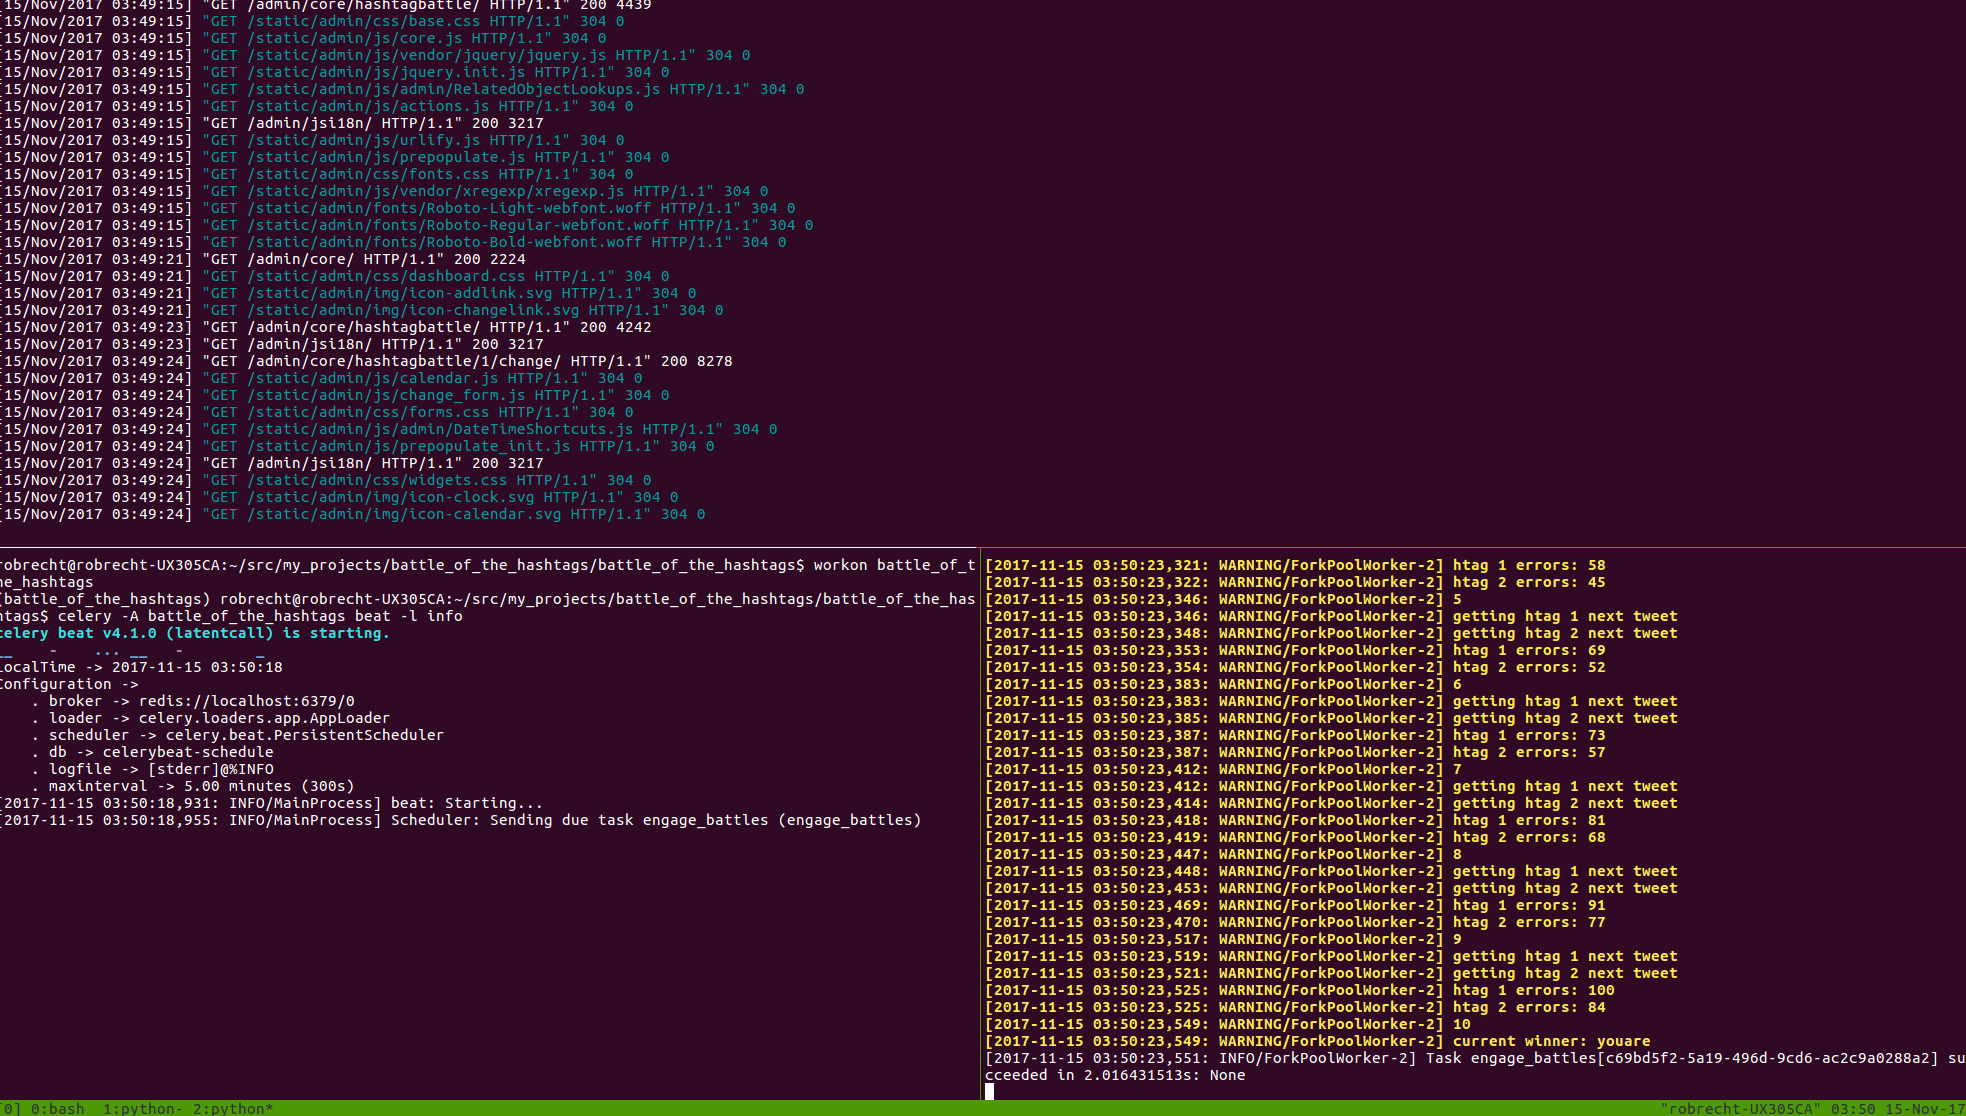 [15/Nov/2017 03:49:15] "GET /admin/core/hashtagbattle/ HTTP/1.1" 200 4439
[15/Nov/2017 03:49:15] "GET /static/admin/css/base.css HTTP/1.1" 304 0
[15/Nov/2017 03:49:15] "GET /static/admin/js/core.js HTTP/1.1" 304 0
[15/Nov/2017 03:49:15] "GET /static/admin/js/vendor/jquery/jquery.js HTTP/1.1" 304 0
[15/Nov/2017 03:49:15] "GET /static/admin/js/jquery.init.js HTTP/1.1" 304 0
[15/Nov/2017 03:49:15] "GET /static/admin/js/admin/RelatedObjectLookups.js HTTP/1.1" 304 0
[15/Nov/2017 03:49:15] "GET /static/admin/js/actions.js HTTP/1.1" 304 0
[15/Nov/2017 03:49:15] "GET /admin/jsi18n/ HTTP/1.1" 200 3217
[15/Nov/2017 03:49:15] "GET /static/admin/js/urlify.js HTTP/1.1" 304 0
[15/Nov/2017 03:49:15] "GET /static/admin/js/prepopulate.js HTTP/1.1" 304 0
[15/Nov/2017 03:49:15] "GET /static/admin/css/fonts.css HTTP/1.1" 304 0
[15/Nov/2017 03:49:15] "GET /static/admin/js/vendor/xregexp/xregexp.js HTTP/1.1" 304 0
[15/Nov/2017 03:49:15] "GET /static/admin/fonts/Roboto-Light-webfont.woff HTTP/1.1" 304 0
[15/Nov/2017 03:49:15] "GET /static/admin/fonts/Roboto-Regular-webfont.woff HTTP/1.1" 304 0
[15/Nov/2017 03:49:15] "GET /static/admin/fonts/Roboto-Bold-webfont.woff HTTP/1.1" 304 0
[15/Nov/2017 03:49:21] "GET /admin/core/ HTTP/1.1" 200 2224
[15/Nov/2017 03:49:21] "GET /static/admin/css/dashboard.css HTTP/1.1" 304 0
[15/Nov/2017 03:49:21] "GET /static/admin/img/icon-addlink.svg HTTP/1.1" 304 0
[15/Nov/2017 03:49:21] "GET /static/admin/img/icon-changelink.svg HTTP/1.1" 304 0
[15/Nov/2017 03:49:23] "GET /admin/core/hashtagbattle/ HTTP/1.1" 200 4242
[15/Nov/2017 03:49:23] "GET /admin/jsi18n/ HTTP/1.1" 200 3217
[15/Nov/2017 03:49:24] "GET /admin/core/hashtagbattle/1/change/ HTTP/1.1" 200 8278
[15/Nov/2017 03:49:24] "GET /static/admin/js/calendar.js HTTP/1.1" 304 0
[15/Nov/2017 03:49:24] "GET /static/admin/js/change_form.js HTTP/1.1" 304 0
[15/Nov/2017 03:49:24] "GET /static/admin/css/forms.css HTTP/1.1" 304 0
[15/Nov/2017 03:49:24] "GET /static/admin/js/admin/DateTimeShortcuts.js HTTP/1.1" 304 0
[15/Nov/2017 03:49:24] "GET /static/admin/js/prepopulate_init.js HTTP/1.1" 304 0
[15/Nov/2017 03:49:24] "GET /admin/jsi18n/ HTTP/1.1" 200 3217
[15/Nov/2017 03:49:24] "GET /static/admin/css/widgets.css HTTP/1.1" 304 0
[15/Nov/2017 03:49:24] "GET /static/admin/img/icon-clock.svg HTTP/1.1" 304 0
[15/Nov/2017 03:49:24] "GET /static/admin/img/icon-calendar.svg HTTP/1.1" 304 0
robrecht@robrecht-UX305CA:~/src/my_projects/battle_of_the_hashtags/battle_of_the_hashtags$ workon battle_of_t
he_hashtags
(battle_of_the_hashtags) robrecht@robrecht-UX305CA:~/src/my_projects/battle_of_the_hashtags/battle_of_the_has
htags$ celery -A battle_of_the_hashtags beat -l info
celery beat v4.1.0 (latentcall) is starting.
__    -    ... __   -        _
LocalTime -> 2017-11-15 03:50:18
Configuration ->
    . broker -> redis://localhost:6379/0
    . loader -> celery.loaders.app.AppLoader
    . scheduler -> celery.beat.PersistentScheduler
    . db -> celerybeat-schedule
    . logfile -> [stderr]@%INFO
    . maxinterval -> 5.00 minutes (300s)
[2017-11-15 03:50:18,931: INFO/MainProcess] beat: Starting...
[2017-11-15 03:50:18,955: INFO/MainProcess] Scheduler: Sending due task engage_battles (engage_battles)
[2017-11-15 03:50:23,321: WARNING/ForkPoolWorker-2] htag 1 errors: 58
[2017-11-15 03:50:23,322: WARNING/ForkPoolWorker-2] htag 2 errors: 45
[2017-11-15 03:50:23,346: WARNING/ForkPoolWorker-2] 5
[2017-11-15 03:50:23,346: WARNING/ForkPoolWorker-2] getting htag 1 next tweet
[2017-11-15 03:50:23,348: WARNING/ForkPoolWorker-2] getting htag 2 next tweet
[2017-11-15 03:50:23,353: WARNING/ForkPoolWorker-2] htag 1 errors: 69
[2017-11-15 03:50:23,354: WARNING/ForkPoolWorker-2] htag 2 errors: 52
[2017-11-15 03:50:23,383: WARNING/ForkPoolWorker-2] 6
[2017-11-15 03:50:23,383: WARNING/ForkPoolWorker-2] getting htag 1 next tweet
[2017-11-15 03:50:23,385: WARNING/ForkPoolWorker-2] getting htag 2 next tweet
[2017-11-15 03:50:23,387: WARNING/ForkPoolWorker-2] htag 1 errors: 73
[2017-11-15 03:50:23,387: WARNING/ForkPoolWorker-2] htag 2 errors: 57
[2017-11-15 03:50:23,412: WARNING/ForkPoolWorker-2] 7
[2017-11-15 03:50:23,412: WARNING/ForkPoolWorker-2] getting htag 1 next tweet
[2017-11-15 03:50:23,414: WARNING/ForkPoolWorker-2] getting htag 2 next tweet
[2017-11-15 03:50:23,418: WARNING/ForkPoolWorker-2] htag 1 errors: 81
[2017-11-15 03:50:23,419: WARNING/ForkPoolWorker-2] htag 2 errors: 68
[2017-11-15 03:50:23,447: WARNING/ForkPoolWorker-2] 8
[2017-11-15 03:50:23,448: WARNING/ForkPoolWorker-2] getting htag 1 next tweet
[2017-11-15 03:50:23,453: WARNING/ForkPoolWorker-2] getting htag 2 next tweet
[2017-11-15 03:50:23,469: WARNING/ForkPoolWorker-2] htag 1 errors: 91
[2017-11-15 03:50:23,470: WARNING/ForkPoolWorker-2] htag 2 errors: 77
[2017-11-15 03:50:23,517: WARNING/ForkPoolWorker-2] 9
[2017-11-15 03:50:23,519: WARNING/ForkPoolWorker-2] getting htag 1 next tweet
[2017-11-15 03:50:23,521: WARNING/ForkPoolWorker-2] getting htag 2 next tweet
[2017-11-15 03:50:23,525: WARNING/ForkPoolWorker-2] htag 1 errors: 100
[2017-11-15 03:50:23,525: WARNING/ForkPoolWorker-2] htag 2 errors: 84
[2017-11-15 03:50:23,549: WARNING/ForkPoolWorker-2] 10
[2017-11-15 03:50:23,549: WARNING/ForkPoolWorker-2] current winner: youare
[2017-11-15 03:50:23,551: INFO/ForkPoolWorker-2] Task engage_battles[c69bd5f2-5a19-496d-9cd6-ac2c9a0288a2] su
cceeded in 2.016431513s: None
[0] 0:bash  1:python- 2:python*
"robrecht-UX305CA" 03:50 15-Nov-17